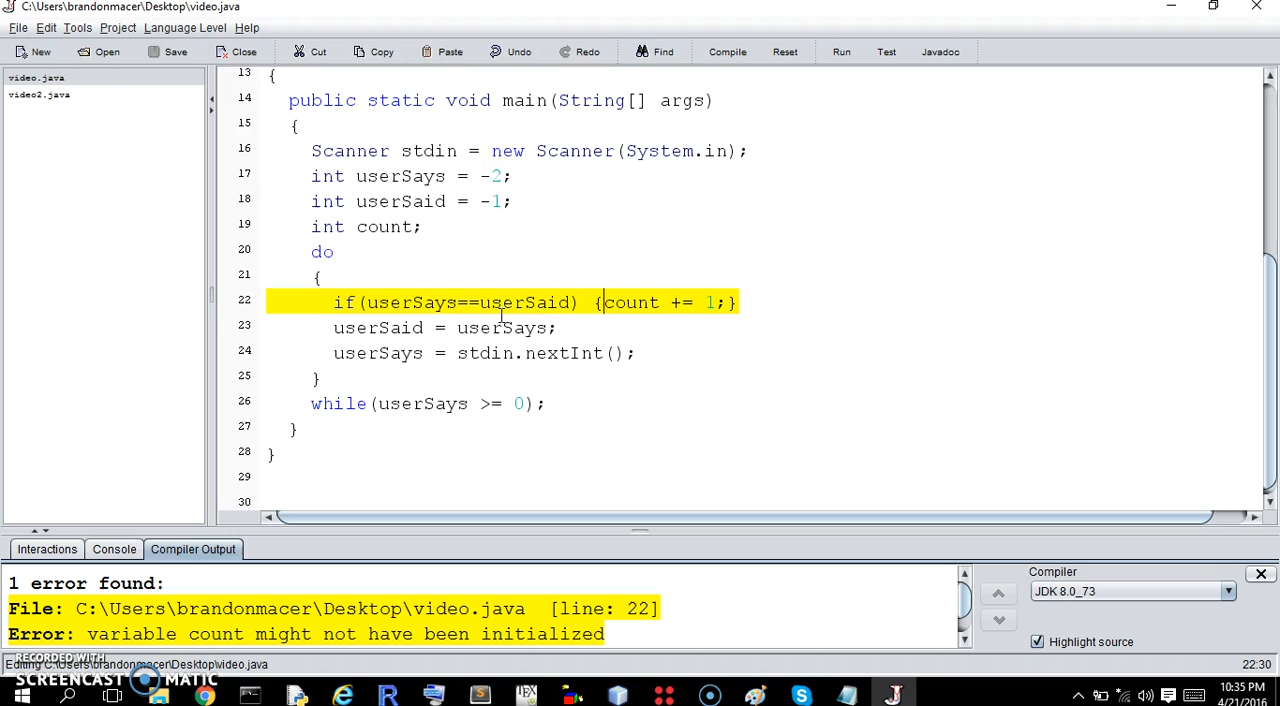 C:\Users\brandonmacer\Desktop\video.java
File Edit Tools Project Language Level Help
New Open Save Close Cut Copy Paste Undo Redo Find Compile Reset Run Test Javadoc
video.java
video2.java
13 {
14 public static void main(String[] args)
15 {
16 Scanner stdin = new Scanner(System.in);
17 int userSays = -2;
18 int userSaid = -1;
19 int count;
20 do
21 {
22 if(userSays==userSaid) {count += 1;}
23 userSaid = userSays;
24 userSays = stdin.nextInt();
25 }
26 while(userSays >= 0);
27 }
28 }
29
30
Interactions Console Compiler Output
1 error found:
File: C:\Users\brandonmacer\Desktop\video.java [line: 22]
Error: variable count might not have been initialized
Compiler
JDK 8.0_73
Highlight source
Editing C:\Users\brandonmacer\Desktop\video.java
22:30
RECORDED WITH
SCREENCAST MATIC
10:35 PM
4/21/2016